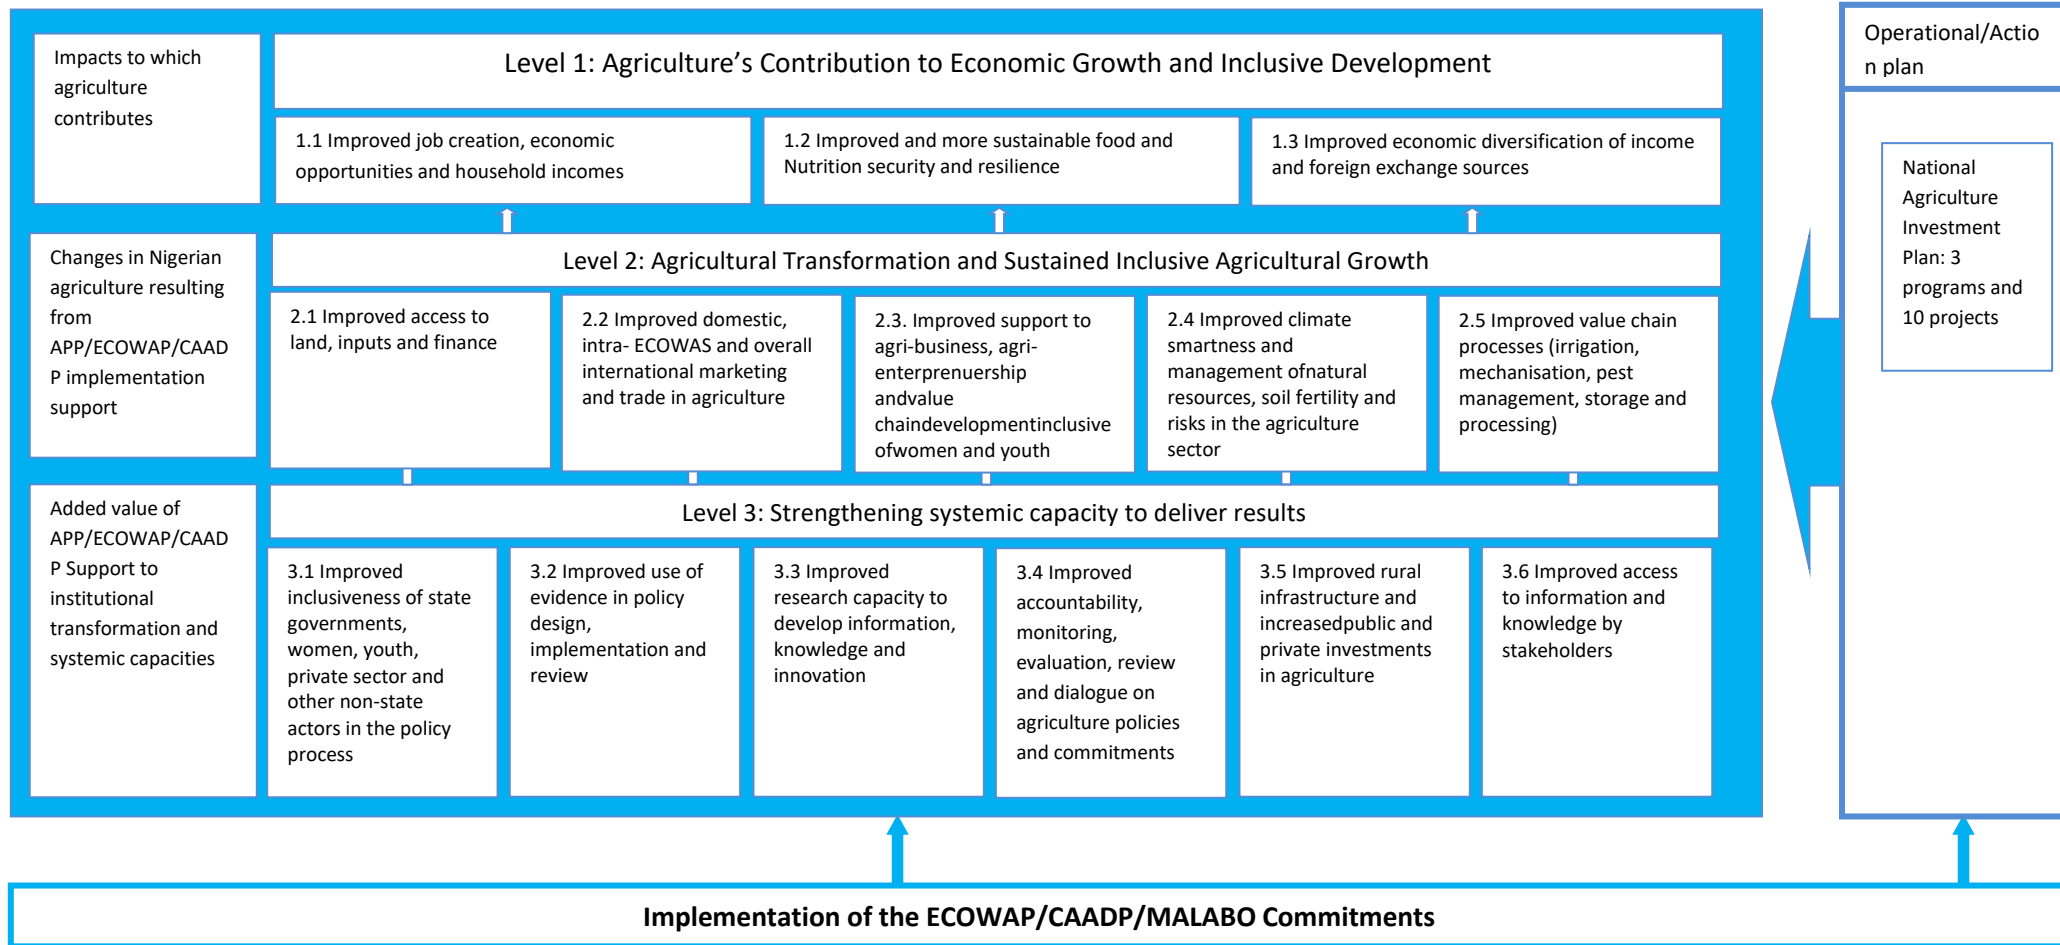 Impacts to which
agriculture
contributes
Level 1: Agriculture’s Contribution to Economic Growth and Inclusive Development
1.1 Improved job creation, economic
opportunities and household incomes
1.2 Improved and more sustainable food and
Nutrition security and resilience
1.3 Improved economic diversification of income
and foreign exchange sources
Changes in Nigerian
agriculture resulting
from
APP/ECOWAP/CAAD
P implementation
support
Level 2: Agricultural Transformation and Sustained Inclusive Agricultural Growth
2.1 Improved access to
land, inputs and finance
2.2 Improved domestic,
intra- ECOWAS and overall
international marketing
and trade in agriculture
2.3. Improved support to
agri-business, agri-
enterprenuership
andvalue
chaindevelopmentinclusive
ofwomen and youth
2.4 Improved climate
smartness and
management ofnatural
resources, soil fertility and
risks in the agriculture
sector
2.5 Improved value chain
processes (irrigation,
mechanisation, pest
management, storage and
processing)
Added value of
APP/ECOWAP/CAAD
P Support to
institutional
transformation and
systemic capacities
Level 3: Strengthening systemic capacity to deliver results
3.1 Improved
inclusiveness of state
governments,
women, youth,
private sector and
other non-state
actors in the policy
process
3.2 Improved use of
evidence in policy
design,
implementation and
review
3.3 Improved
research capacity to
develop information,
knowledge and
innovation
3.4 Improved
accountability,
monitoring,
evaluation, review
and dialogue on
agriculture policies
and commitments
3.5 Improved rural
infrastructure and
increasedpublic and
private investments
in agriculture
3.6 Improved access
to information and
knowledge by
stakeholders
Operational/Actio
n plan
National
Agriculture
Investment
Plan: 3
programs and
10 projects
Implementation of the ECOWAP/CAADP/MALABO Commitments